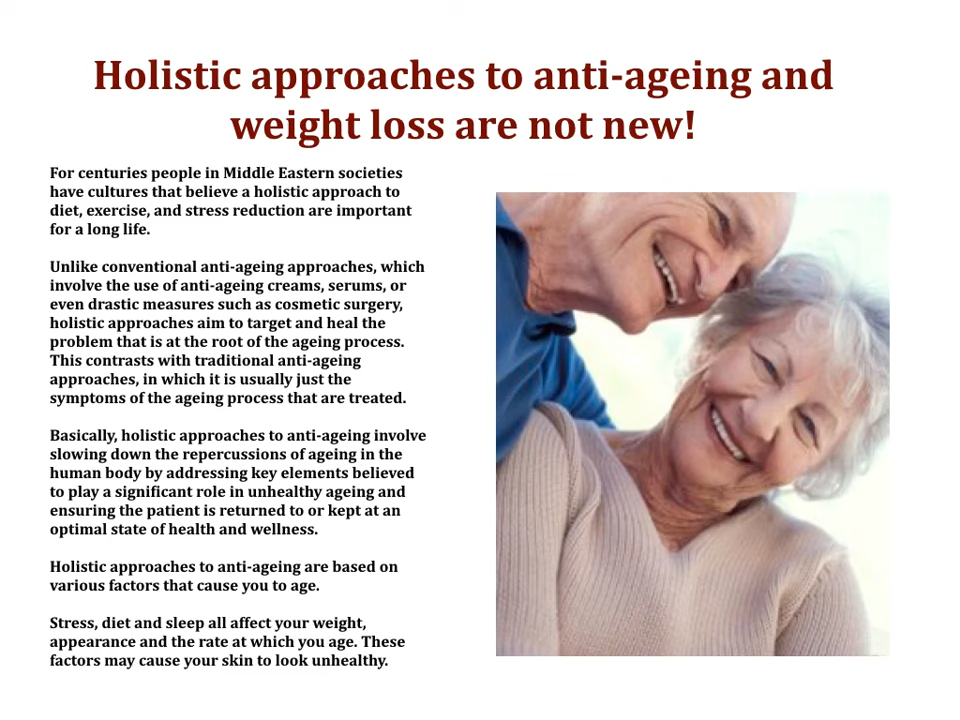 Holistic approaches to anti-ageing and
weight loss are not new!
For centuries people in Middle Eastern societies
have cultures that believe a holistic approach to
diet, exercise, and stress reduction are important
for a long life.
Unlike conventional anti-ageing approaches, which
involve the use of anti-ageing creams, serums, or
even drastic measures such as cosmetic surgery,
holistic approaches aim to target and heal the
problem that is at the root of the ageing process.
This contrasts with traditional anti-ageing
approaches, in which it is usually just the
symptoms of the ageing process that are treated.
Basically, holistic approaches to anti-ageing involve
slowing down the repercussions of ageing in the
human body by addressing key elements believed
to play a significant role in unhealthy ageing and
ensuring the patient is returned to or kept at an
optimal state of health and wellness.
Holistic approaches to anti-ageing are based on
various factors that cause you to age.
Stress, diet and sleep all affect your weight,
appearance and the rate at which you age. These
factors may cause your skin to look unhealthy.